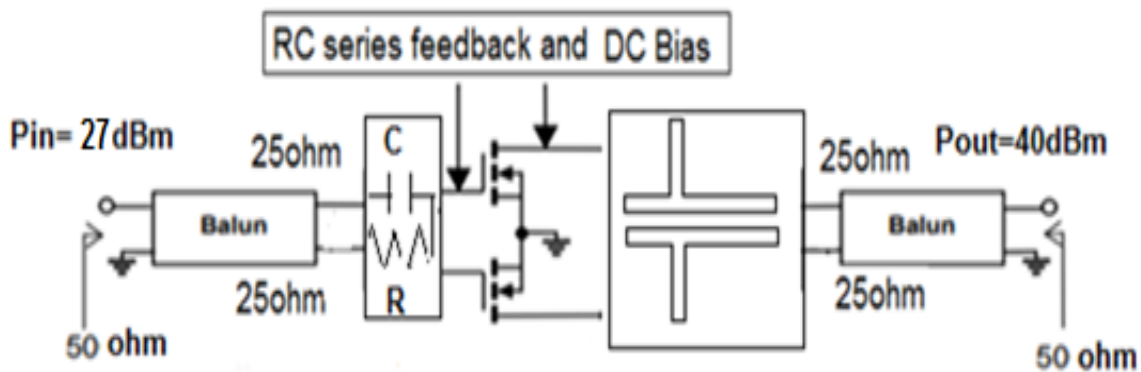 RC series feedback and DC Bias
Pin= 27dBm
25ohm
C
25ohm
Pout=40dBm
Balun
Balun
25ohm
R
25ohm
50 ohm
50 ohm